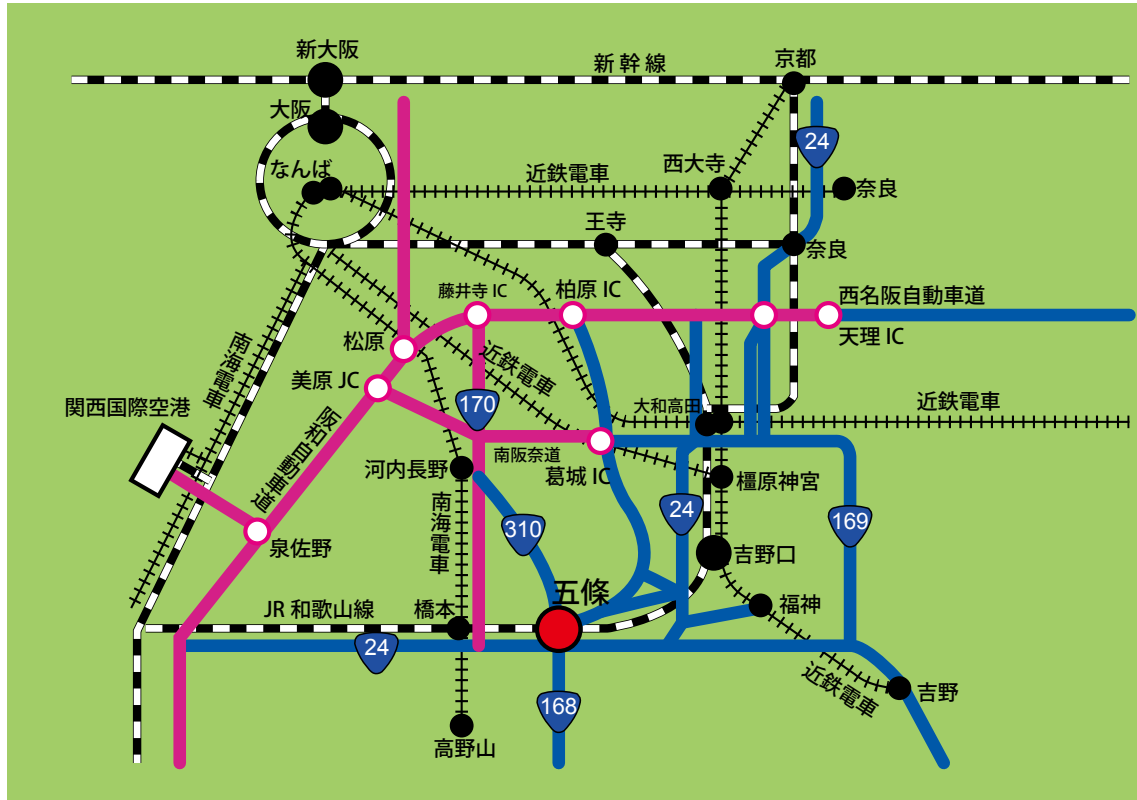 新大阪
新幹線
京都
大阪
24
なんば
近鉄電車
西大寺
奈良
王寺
奈良
藤井寺 IC
柏原 IC
西名阪自動車道
天理 IC
松原
南海電車
近鉄電車
美原 JC
170
関西国際空港
大和高田
近鉄電車
阪和自動車道
南阪奈道
葛城 IC
河内長野
橿原神宮
南海電車
310
24
169
泉佐野
吉野口
五條
福神
JR 和歌山線
橋本
24
近鉄電車
吉野
168
高野山